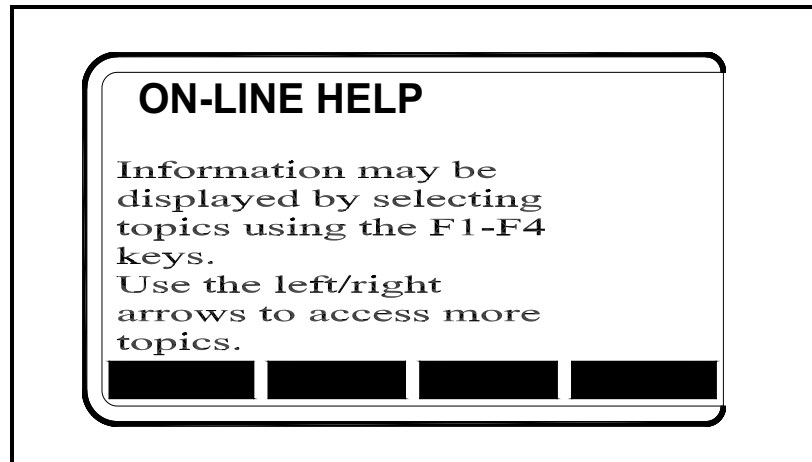 ON-LINE HELP
Information may be
displayed by selecting
topics using the F1-F4
keys.
Use the left/right
arrows to access more
topics.